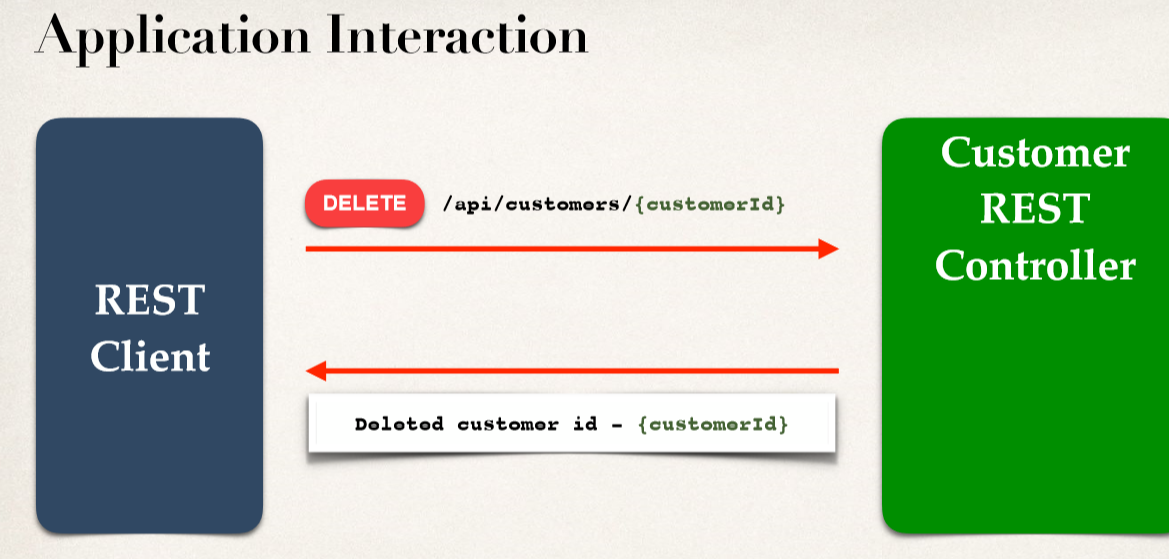 Application Interaction
DELETE /api/customers/{customerId}
REST
Client
Customer
REST
Controller
Deleted customer id - {customerId}